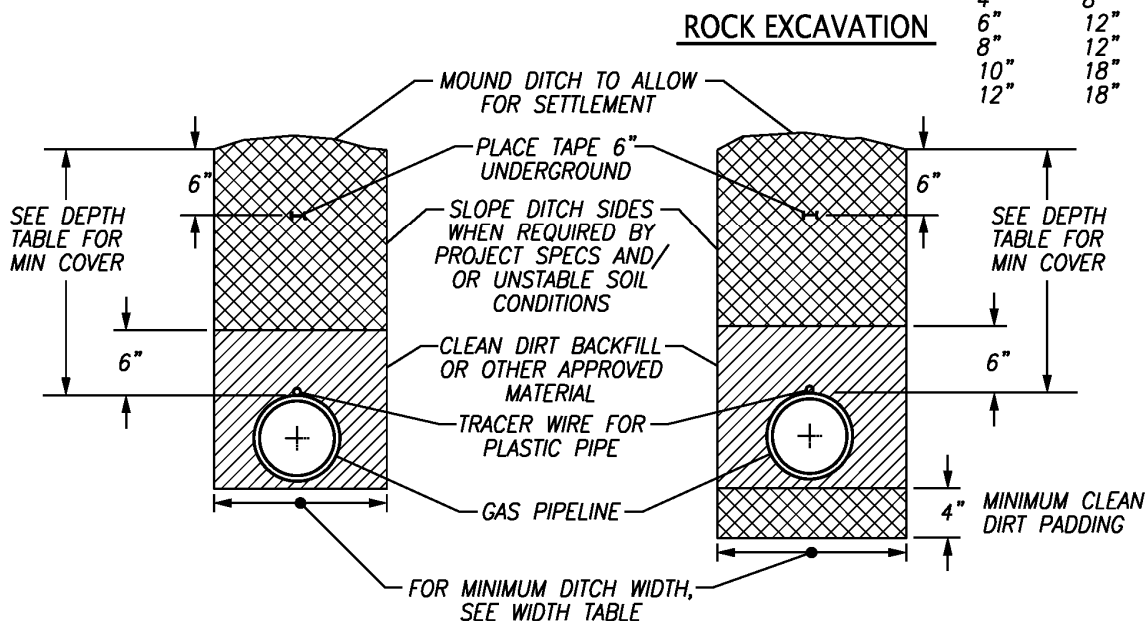 4" 8"
ROCK EXCAVATION
6" 12"
8" 12"
10" 18"
12" 18"
MOUND DITCH TO ALLOW
FOR SETTLEMENT
PLACE TAPE 6"
UNDERGROUND
6"
6"
SEE DEPTH
TABLE FOR
MIN COVER
SLOPE DITCH SIDES
WHEN REQUIRED BY
PROJECT SPECS AND/
OR UNSTABLE SOIL
CONDITIONS
SEE DEPTH
TABLE FOR
MIN COVER
6"
CLEAN DIRT BACKFILL
OR OTHER APPROVED
MATERIAL
6"
TRACER WIRE FOR
PLASTIC PIPE
GAS PIPELINE
4" MINIMUM CLEAN
DIRT PADDING
FOR MINIMUM DITCH WIDTH,
SEE WIDTH TABLE